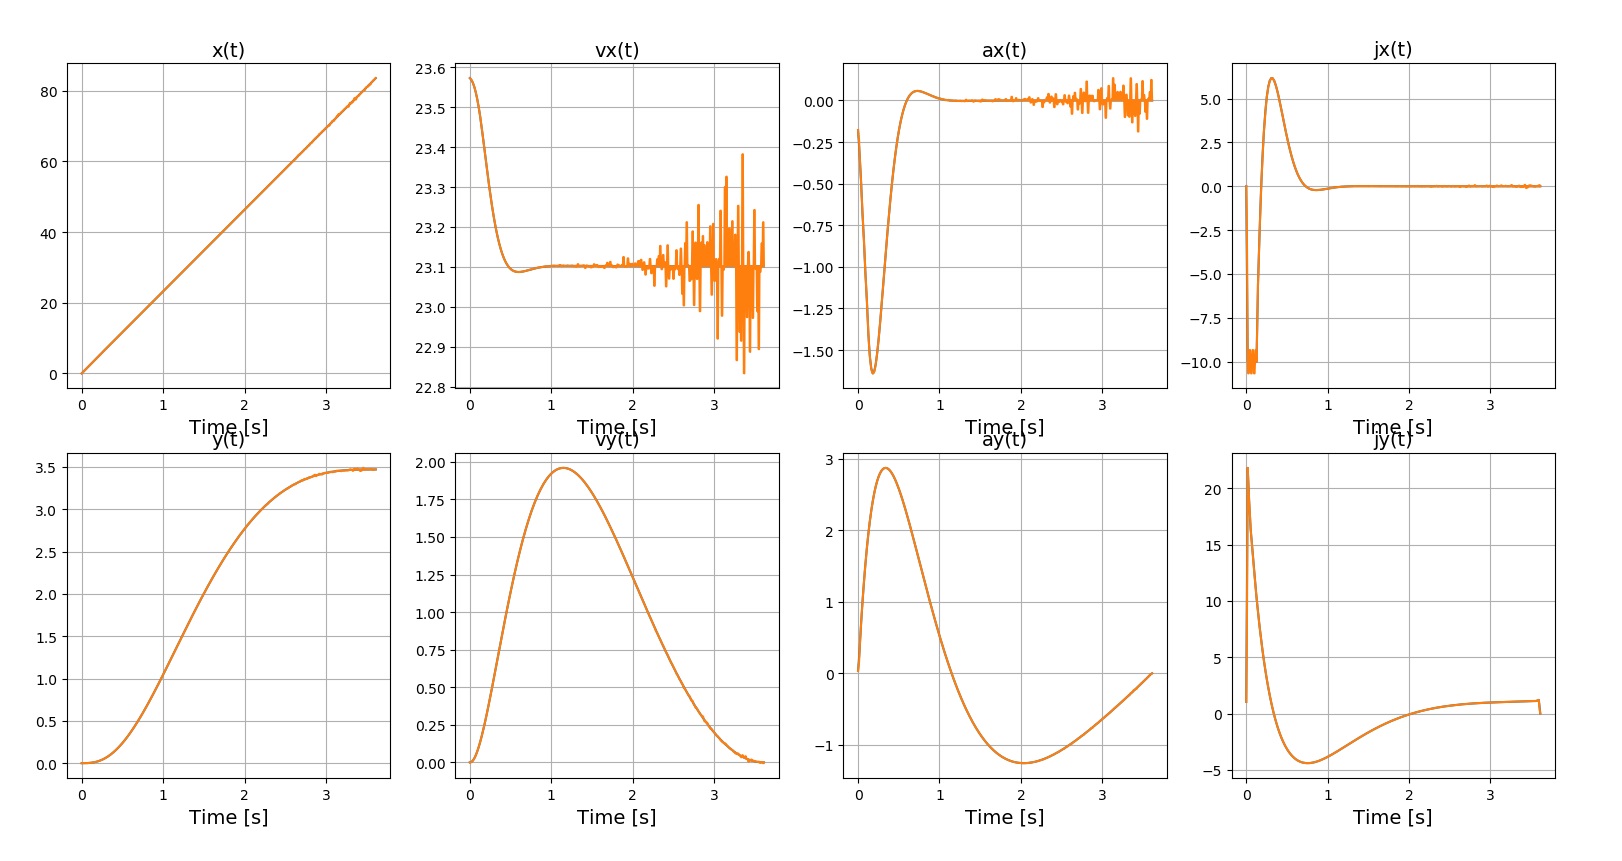 x(t)
vx(t)
ax(t)
jx(t)
80
60
40
20
0
0 1 2 3
Time [s]
23.6
23.5
23.4
23.3
23.2
23.1
23.0
22.9
22.8
0 1 2 3
Time [s]
0.00
−0.25
−0.50
−0.75
−1.00
−1.25
−1.50
0 1 2 3
Time [s]
5.0
2.5
0.0
−2.5
−5.0
−7.5
−10.0
0 1 2 3
Time [s]
y(t)
vy(t)
ay(t)
jy(t)
3.5
3.0
2.5
2.0
1.5
1.0
0.5
0.0
0 1 2 3
Time [s]
2.00
1.75
1.50
1.25
1.00
0.75
0.50
0.25
0.00
0 1 2 3
Time [s]
3
2
1
0
−1
0 1 2 3
Time [s]
20
15
10
5
0
−5
0 1 2 3
Time [s]